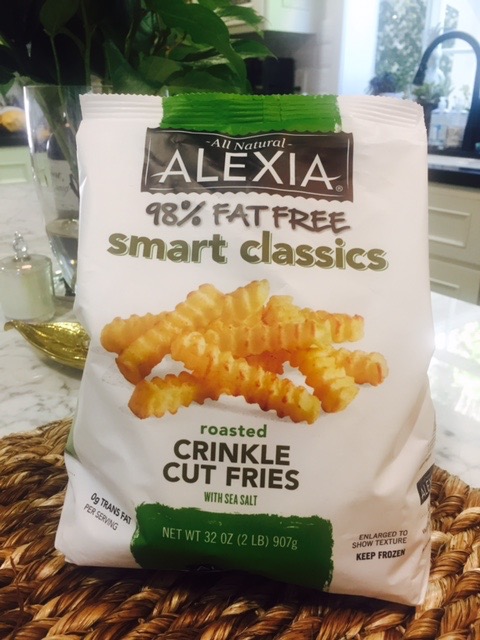 -All Natural-
ALEXIA®
98% FAT FREE
smart classics
roasted
CRINKLE
CUT FRIES
WITH SEA SALT
0g TRANS FAT
PER SERVING
NET WT 32 OZ (2 LB) 907g
ENLARGED TO
SHOW TEXTURE
KEEP FROZEN